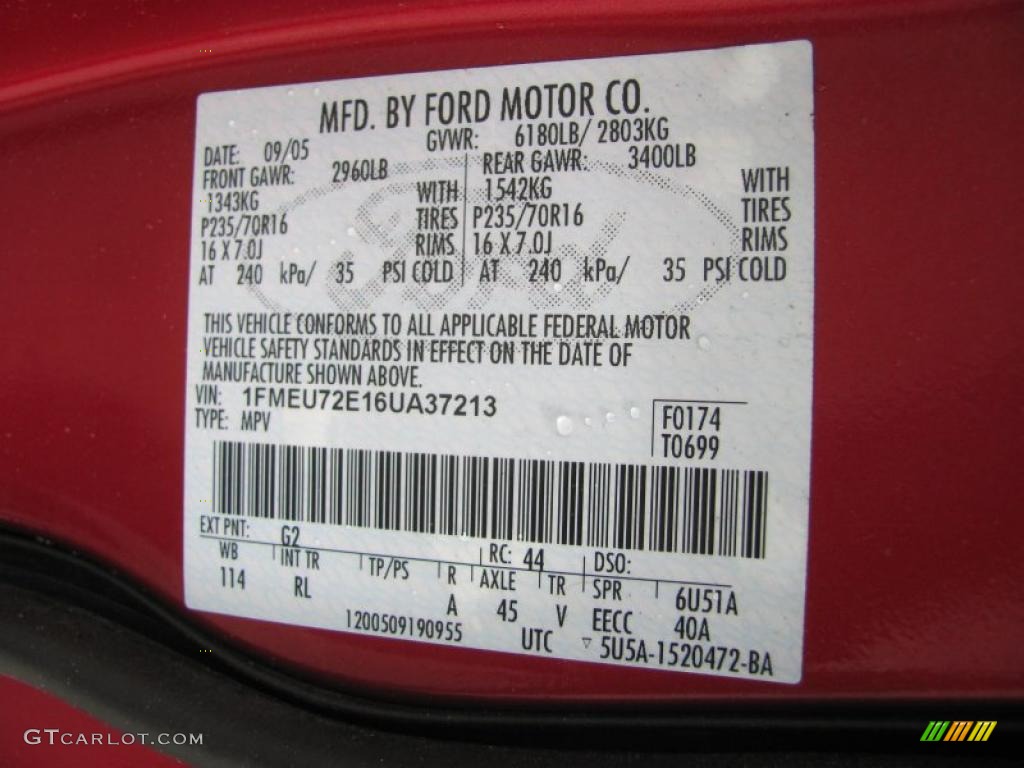 MFD. BY FORD MOTOR CO.
DATE: 09/05 GVWR: 6180LB/ 2803KG
FRONT GAWR: 2960LB REAR GAWR: 3400LB
1343KG WITH 1542KG WITH
P235/70R16 TIRES P235/70R16 TIRES
16 X 7.0J RIMS 16 X 7.0J RIMS
AT 240 kPa/ 35 PSI COLD AT 240 kPa/ 35 PSI COLD
Ford
THIS VEHICLE CONFORMS TO ALL APPLICABLE FEDERAL MOTOR
VEHICLE SAFETY STANDARDS IN EFFECT ON THE DATE OF
MANUFACTURE SHOWN ABOVE.
VIN: 1FMEU72E16UA37213
TYPE: MPV F0174
T0699
EXT PNT: G2 RC: 44 DSO:
WB INT TR TP/PS R AXLE TR SPR 6U51A
114 RL A 45 V EECC 40A
1200509190955 UTC ▽ 5U5A-1520472-BA
GTCARLOT.COM